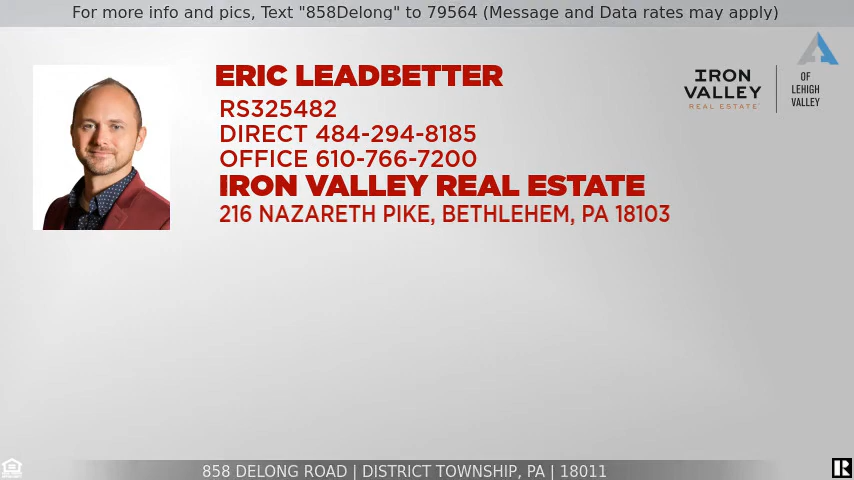 For more info and pics, Text "858Delong" to 79564 (Message and Data rates may apply)
ERIC LEADBETTER
RS325482
DIRECT 484-294-8185
OFFICE 610-766-7200
IRON VALLEY REAL ESTATE
216 NAZARETH PIKE, BETHLEHEM, PA 18103
IRON
VALLEY
REAL ESTATE
OF
LEHIGH
VALLEY
858 DELONG ROAD | DISTRICT TOWNSHIP, PA | 18011